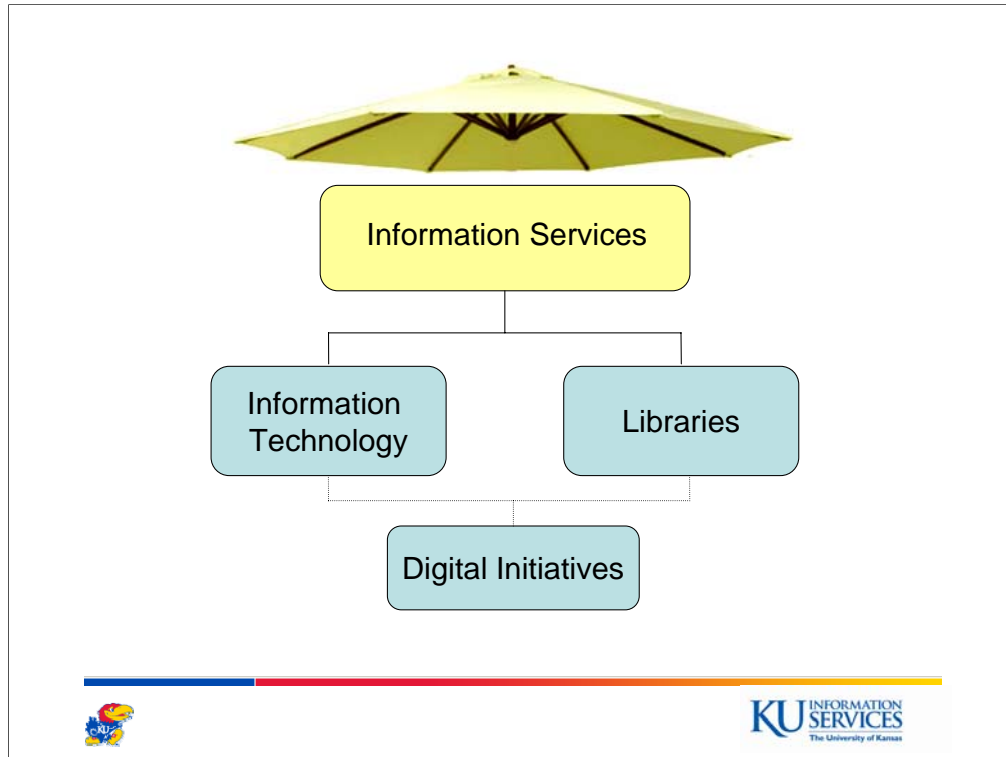 Information Services
Information
Technology
Libraries
Digital Initiatives
KU
KU INFORMATION
SERVICES
The University of Kansas